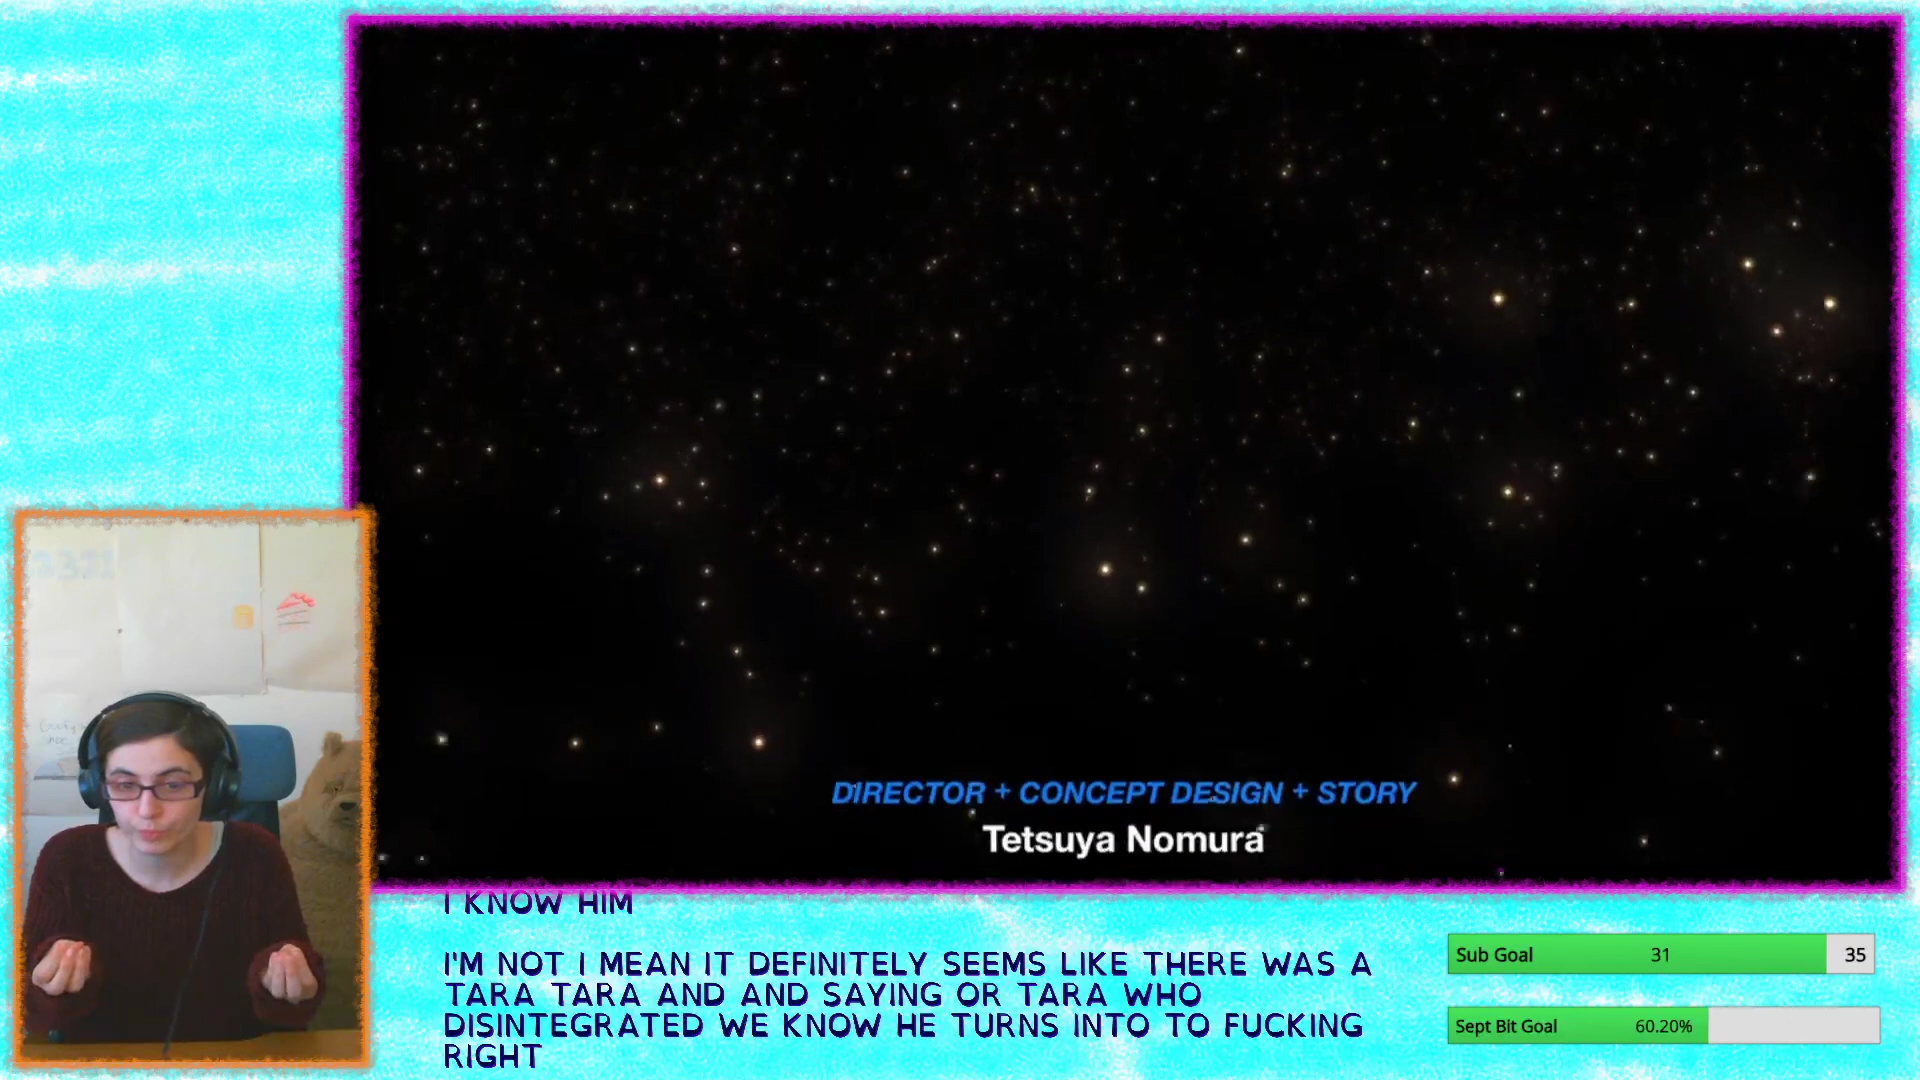 DIRECTOR + CONCEPT DESIGN + STORY
Tetsuya Nomura
I KNOW HIM
I'M NOT I MEAN IT DEFINITELY SEEMS LIKE THERE WAS A
TARA TARA AND AND SAYING OR TARA WHO
DISINTEGRATED WE KNOW HE TURNS INTO TO FUCKING
RIGHT
Sub Goal 31 35
Sept Bit Goal 60.20%